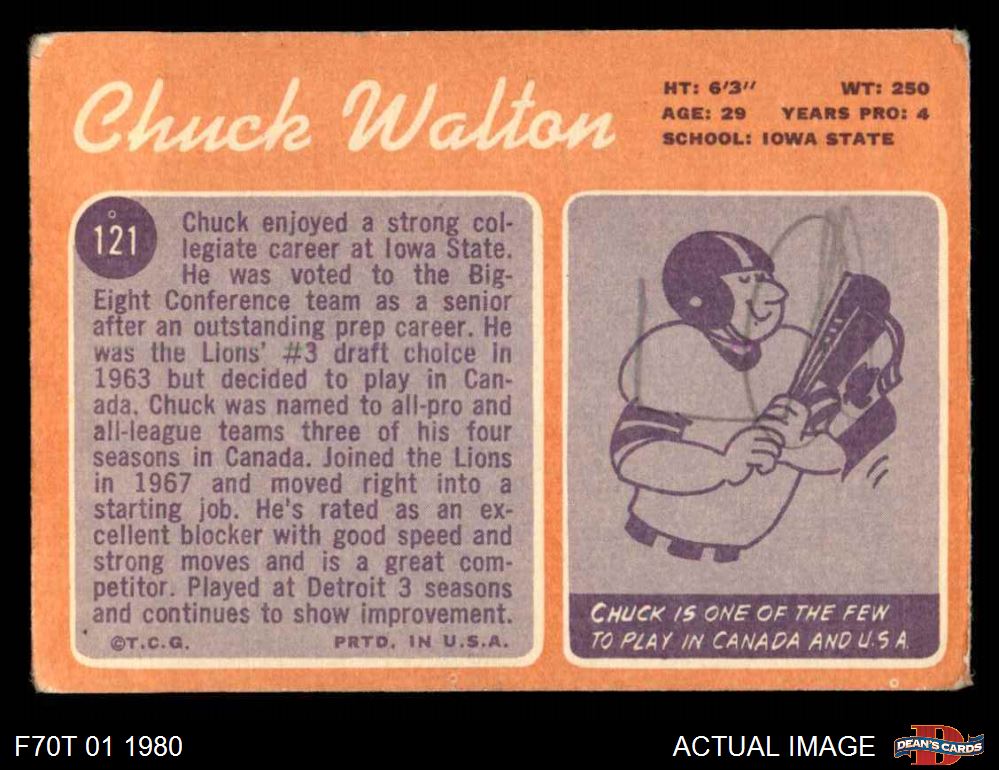 Chuck Walton
HT: 6'3" WT: 250
AGE: 29 YEARS PRO: 4
SCHOOL: IOWA STATE
121
Chuck enjoyed a strong col-
legiate career at Iowa State.
He was voted to the Big-
Eight Conference team as a senior
after an outstanding prep career. He
was the Lions' #3 draft choice in
1963 but decided to play in Can-
ada. Chuck was named to all-pro and
all-league teams three of his four
seasons in Canada. Joined the Lions
in 1967 and moved right into a
starting job. He's rated as an ex-
cellent blocker with good speed and
strong moves and is a great com-
petitor. Played at Detroit 3 seasons
and continues to show improvement.
©T.C.G. PRTD. IN U.S.A.
CHUCK IS ONE OF THE FEW
TO PLAY IN CANADA AND U.S.A.
F70T 01 1980
ACTUAL IMAGE
D
DEAN'S CARDS